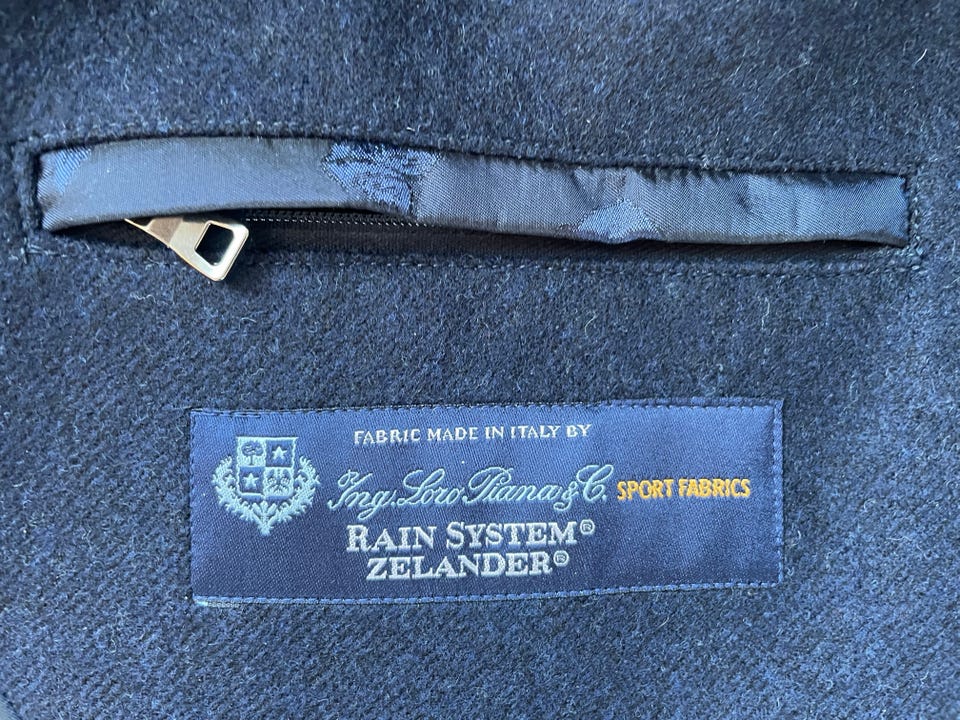 FABRIC MADE IN ITALY BY
Ing. Loro Piana & C. SPORT FABRICS
RAIN SYSTEM®
ZELANDER®